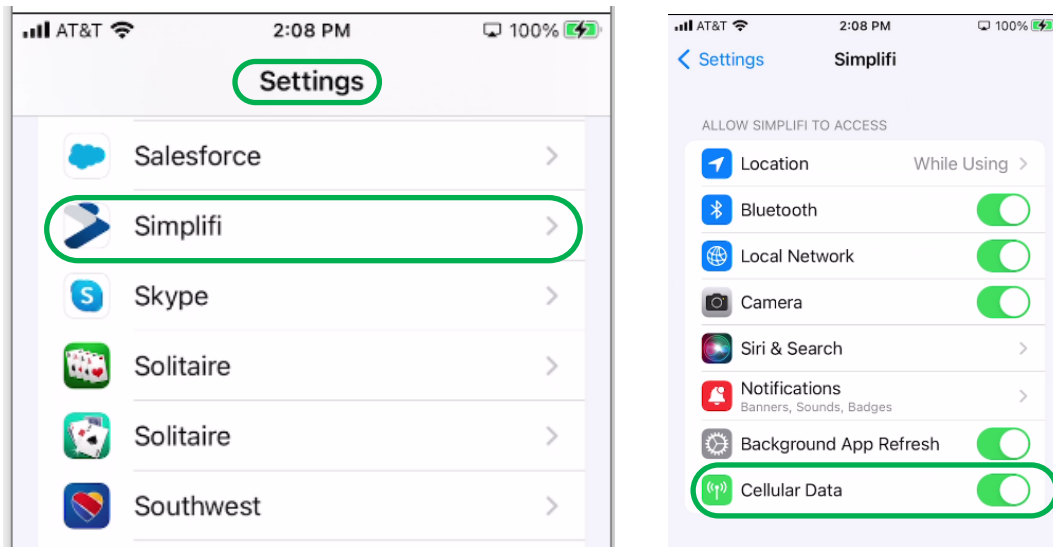 AT&T 2:08 PM 100%
Settings
Salesforce
Simplifi
S Skype
Solitaire
Solitaire
Southwest
AT&T 2:08 PM 100%
Settings Simplifi
ALLOW SIMPLIFI TO ACCESS
Location While Using
Bluetooth
Local Network
Camera
Siri & Search
Notifications
Banners, Sounds, Badges
Background App Refresh
Cellular Data